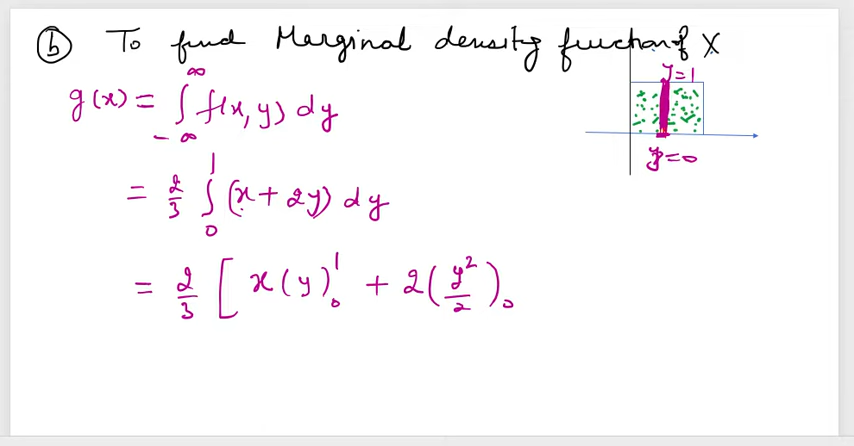 ⓑ To find Marginal density function of X
g(x) = ∫_{-∞}^{∞} f(x,y) dy
y=1
y=0
= 2/3 ∫_0^1 (x + 2y) dy
= 2/3 [ x(y)_0^1 + 2(y²/2)_0